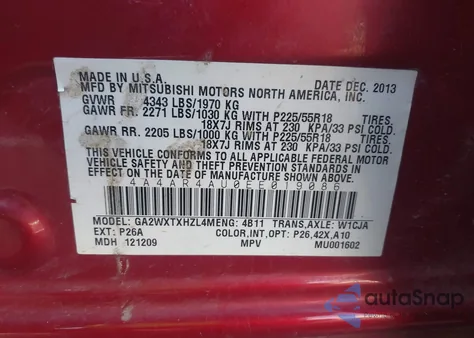 MADE IN U.S.A.
DATE DEC. 2013
MFD BY MITSUBISHI MOTORS NORTH AMERICA, INC.
GVWR 4343 LBS/1970 KG
GAWR FR. 2271 LBS/1030 KG WITH P225/55R18 TIRES.
18X7J RIMS AT 230 KPA/33 PSI COLD.
GAWR RR. 2205 LBS/1000 KG WITH P225/55R18 TIRES.
18X7J RIMS AT 230 KPA/33 PSI COLD.
THIS VEHICLE CONFORMS TO ALL APPLICABLE FEDERAL MOTOR VEHICLE
SAFETY, BUMPER, AND THEFT PREVENTION STANDARDS IN
EFFECT ON THE DATE OF MANUFACTURE SHOWN ABOVE.
4A4AR4AU0EE019086
MODEL: GA2WXTXHZL4M ENG: 4B11 TRANS,AXLE: W1CJA
EXT: P26A COLOR,INT,OPT: P26,42X,A10
MDH 121209 MPV MU001602
autoSnap